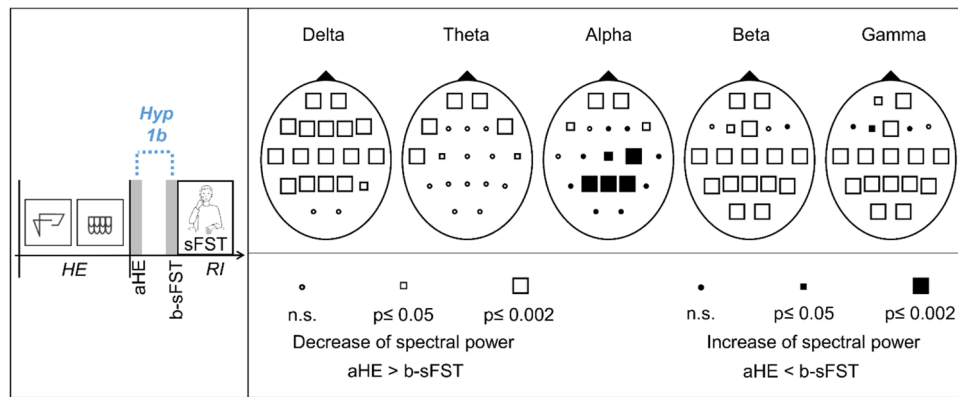 Delta Theta Alpha Beta Gamma
Hyp
1b
sFST
HE aHE b-sFST RI
n.s. p≤ 0.05 p≤ 0.002 n.s. p≤ 0.05 p≤ 0.002
Decrease of spectral power Increase of spectral power
aHE > b-sFST aHE < b-sFST